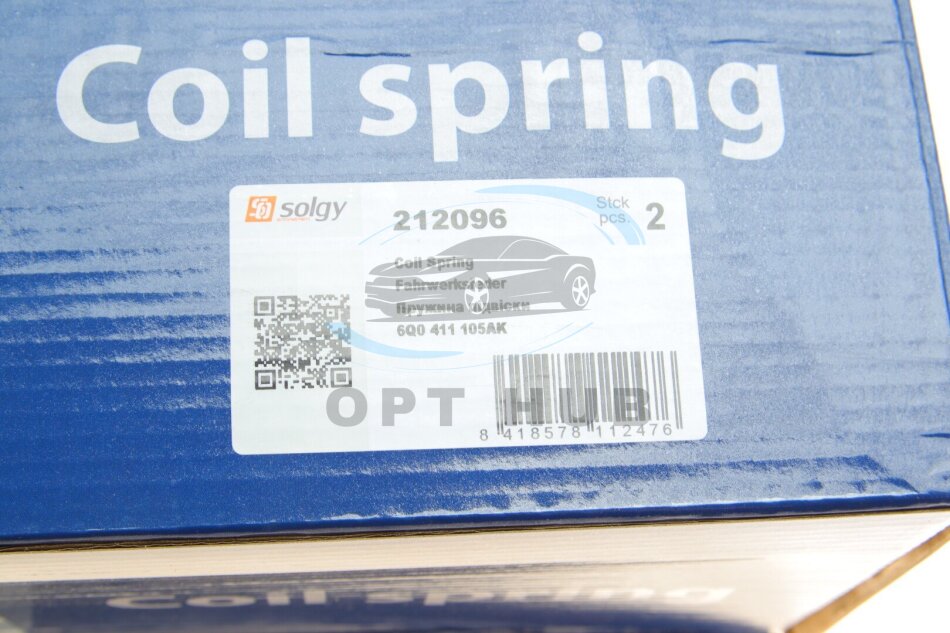 Coil spring
solgy
212096
Stck
pcs.
2
Coil Spring
Fahrwerksfeder
Пружина підвіски
6Q0 411 105AK
OPT HUB
8 418578 112476
Coil spring